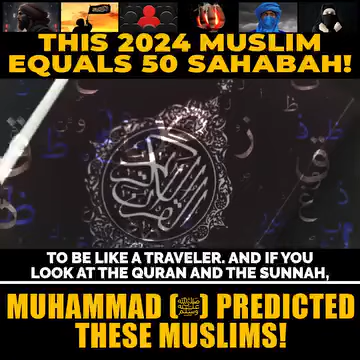 THIS 2024 MUSLIM
EQUALS 50 SAHABAH!
TO BE LIKE A TRAVELER. AND IF YOU
LOOK AT THE QURAN AND THE SUNNAH,
MUHAMMAD ﷺ PREDICTED
THESE MUSLIMS!